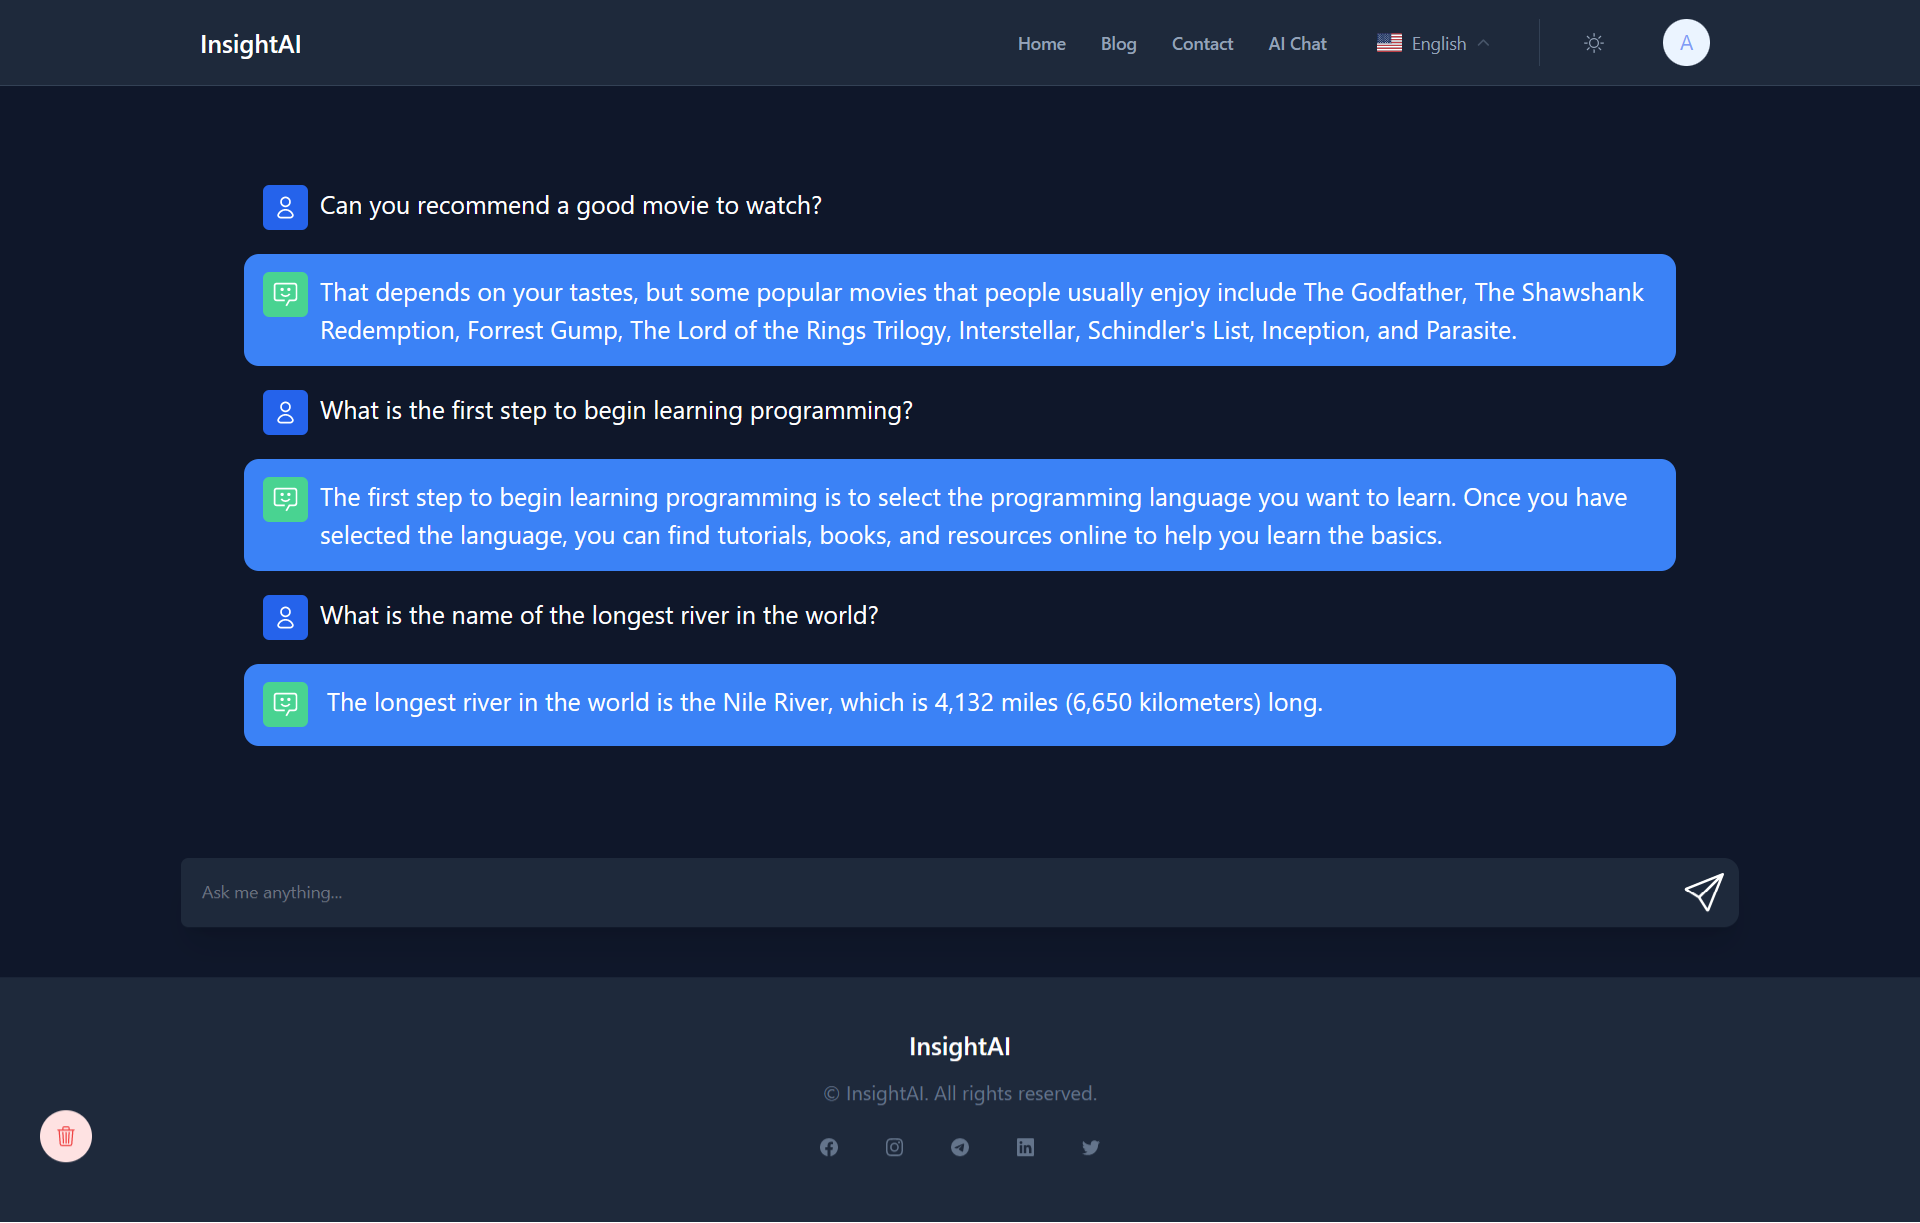 InsightAI
Home
Blog
Contact
AI Chat
English
A
Can you recommend a good movie to watch?
That depends on your tastes, but some popular movies that people usually enjoy include The Godfather, The Shawshank
Redemption, Forrest Gump, The Lord of the Rings Trilogy, Interstellar, Schindler's List, Inception, and Parasite.
What is the first step to begin learning programming?
The first step to begin learning programming is to select the programming language you want to learn. Once you have
selected the language, you can find tutorials, books, and resources online to help you learn the basics.
What is the name of the longest river in the world?
The longest river in the world is the Nile River, which is 4,132 miles (6,650 kilometers) long.
Ask me anything...
InsightAI
© InsightAI. All rights reserved.